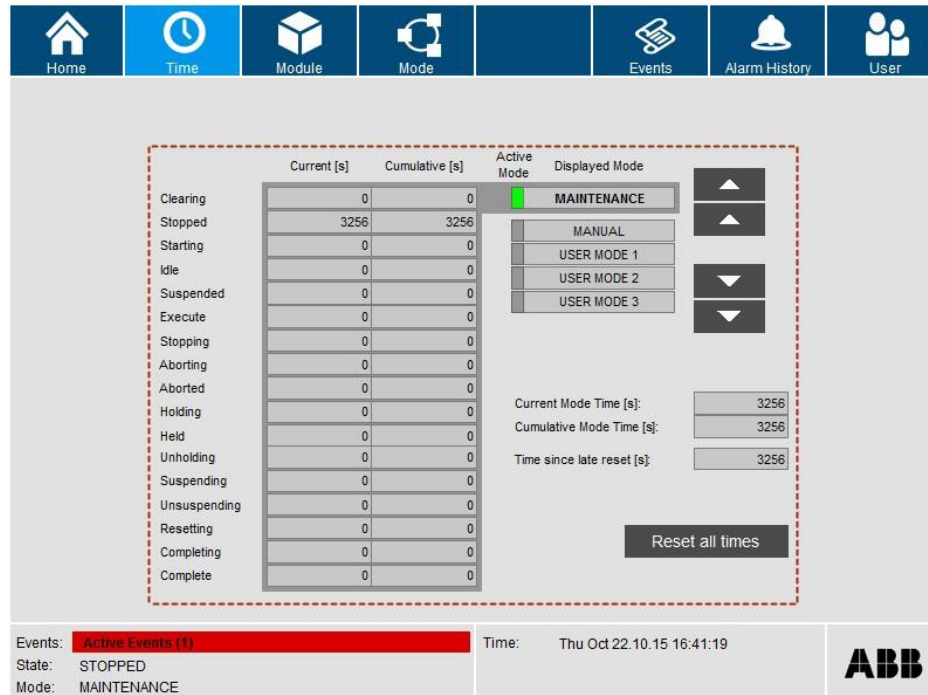 Home Time Module Mode Events Alarm History User
Current [s] Cumulative [s] Active Mode Displayed Mode
Clearing 0 0 MAINTENANCE
Stopped 3256 3256 MANUAL
Starting 0 0 USER MODE 1
Idle 0 0 USER MODE 2
Suspended 0 0 USER MODE 3
Execute 0 0
Stopping 0 0
Aborting 0 0
Aborted 0 0
Holding 0 0 Current Mode Time [s]: 3256
Held 0 0 Cumulative Mode Time [s]: 3256
Unholding 0 0 Time since late reset [s]: 3256
Suspending 0 0
Unsuspending 0 0
Resetting 0 0 Reset all times
Completing 0 0
Complete 0 0
Events: Active Events (1) Time: Thu Oct 22.10.15 16:41:19
State: STOPPED
Mode: MAINTENANCE
ABB